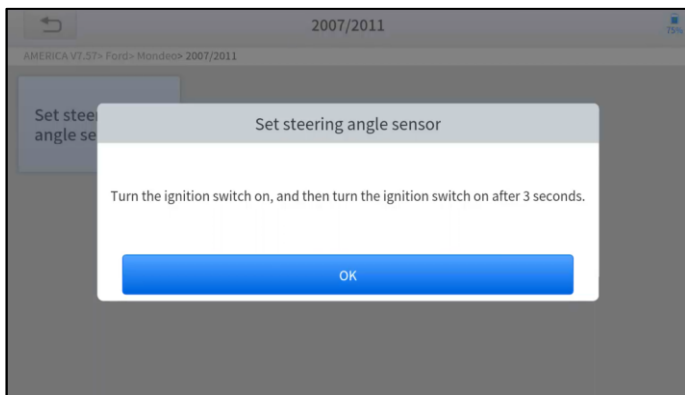 2007/2011
75%
AMERICA V7.57> Ford> Mondeo> 2007/2011
Set stee
angle se
Set steering angle sensor
Turn the ignition switch on, and then turn the ignition switch on after 3 seconds.
OK